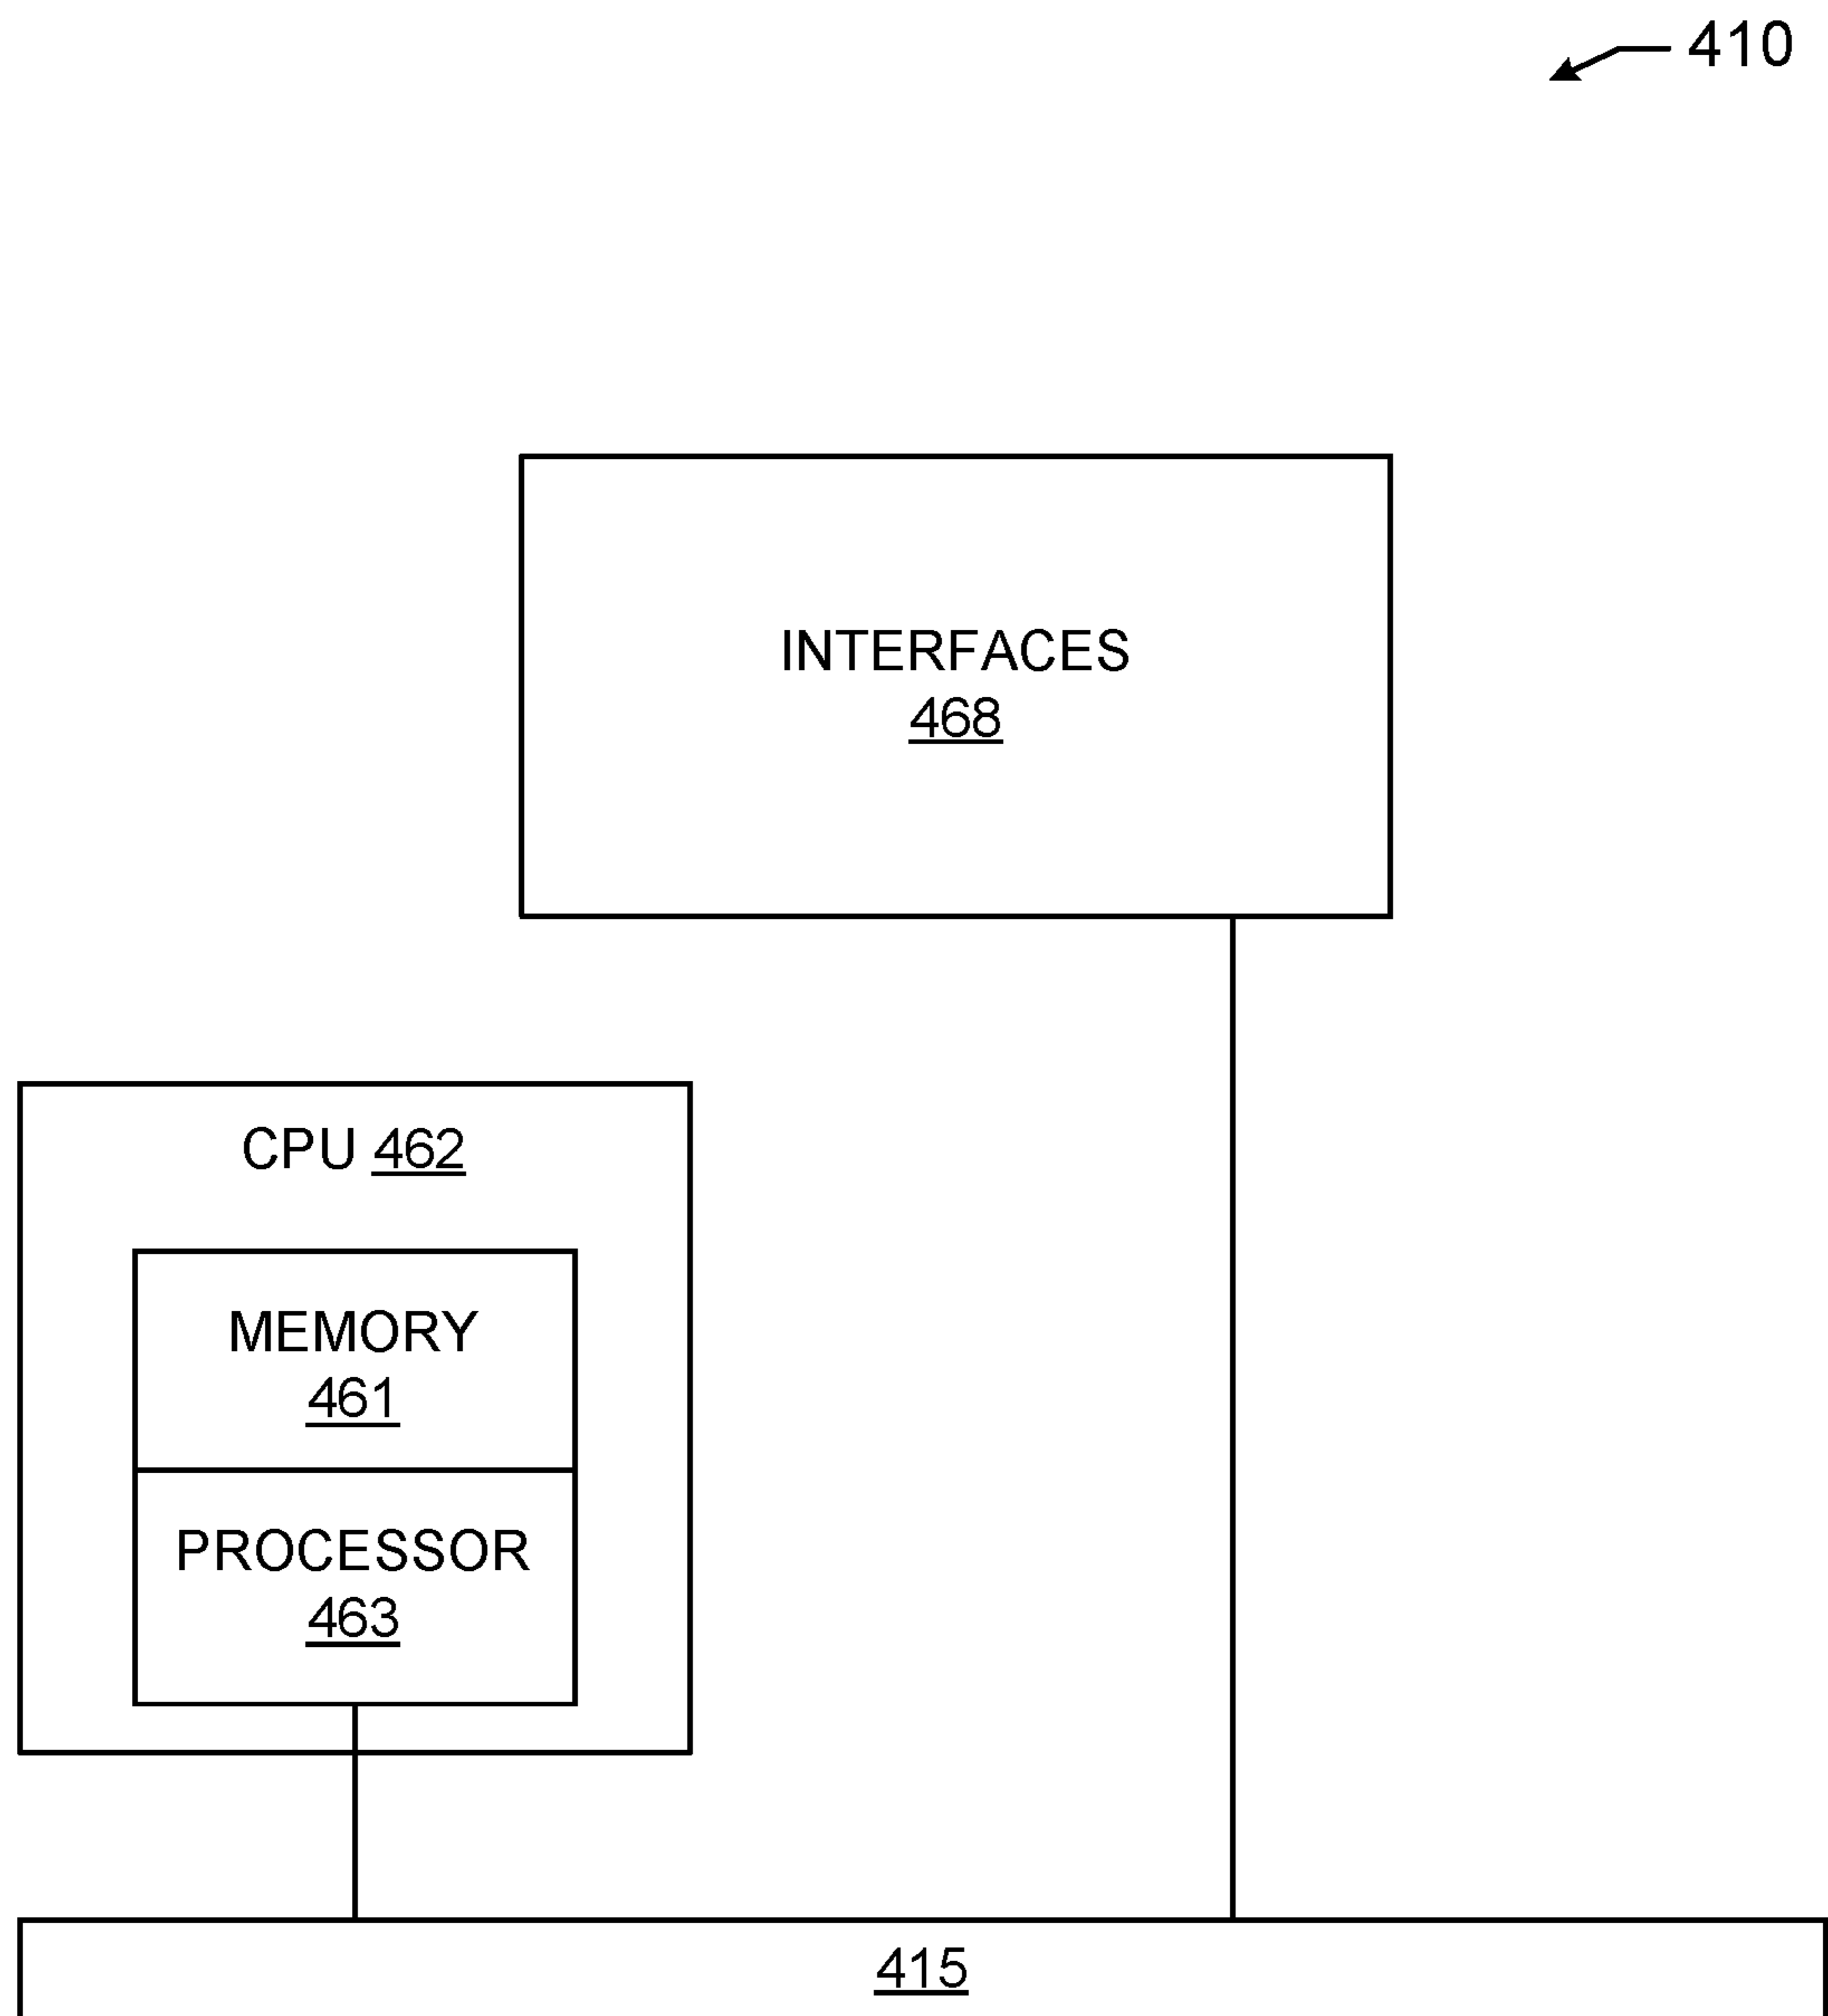 410
INTERFACES
468
CPU 462
MEMORY
461
PROCESSOR
463
415